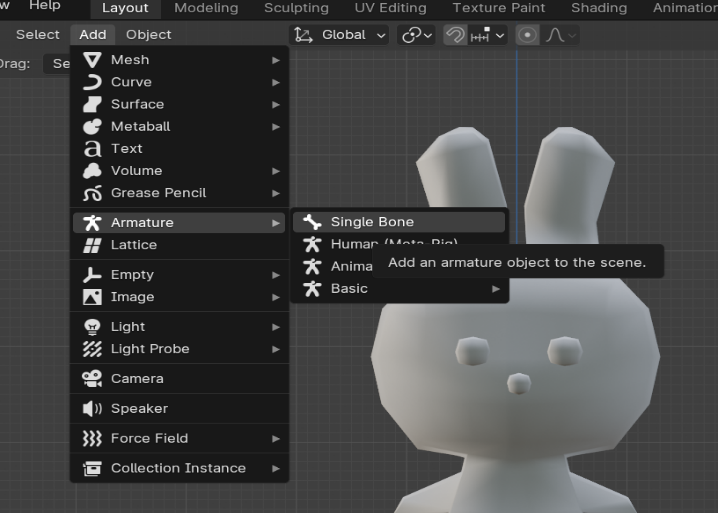 w Help Layout Modeling Sculpting UV Editing Texture Paint Shading Animation
Select Add Object Global
Drag: Se
Mesh
Curve
Surface
Metaball
Text
Volume
Grease Pencil
Armature
Lattice
Empty
Image
Light
Light Probe
Camera
Speaker
Force Field
Collection Instance
Single Bone
Human (Meta-Rig)
Anima
Basic
Add an armature object to the scene.